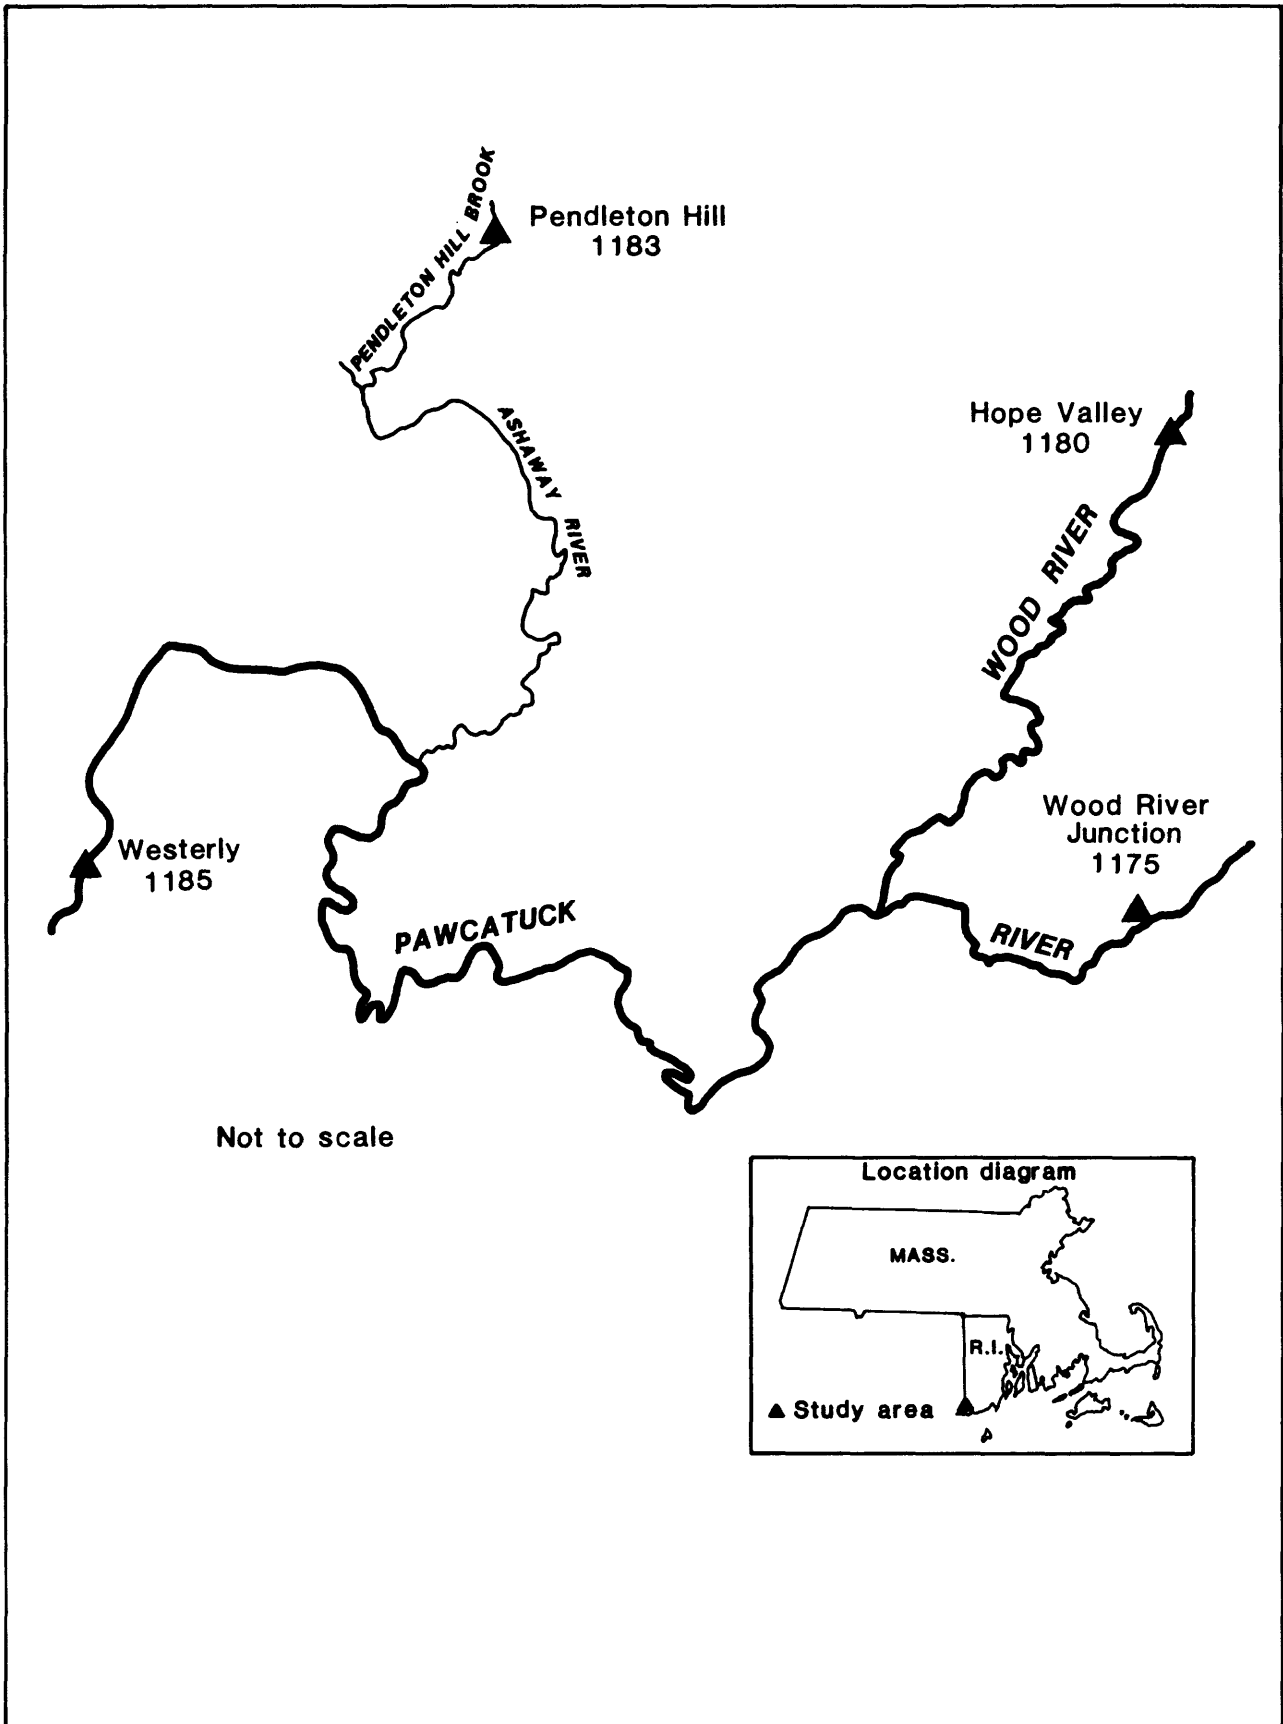 PENDLETON HILL BROOK
Pendleton Hill
1183
ASHAWAY RIVER
Hope Valley
1180
WOOD RIVER
Wood River
Junction
1175
Westerly
1185
PAWCATUCK
RIVER
Not to scale
Location diagram
MASS.
R.I.
Study area